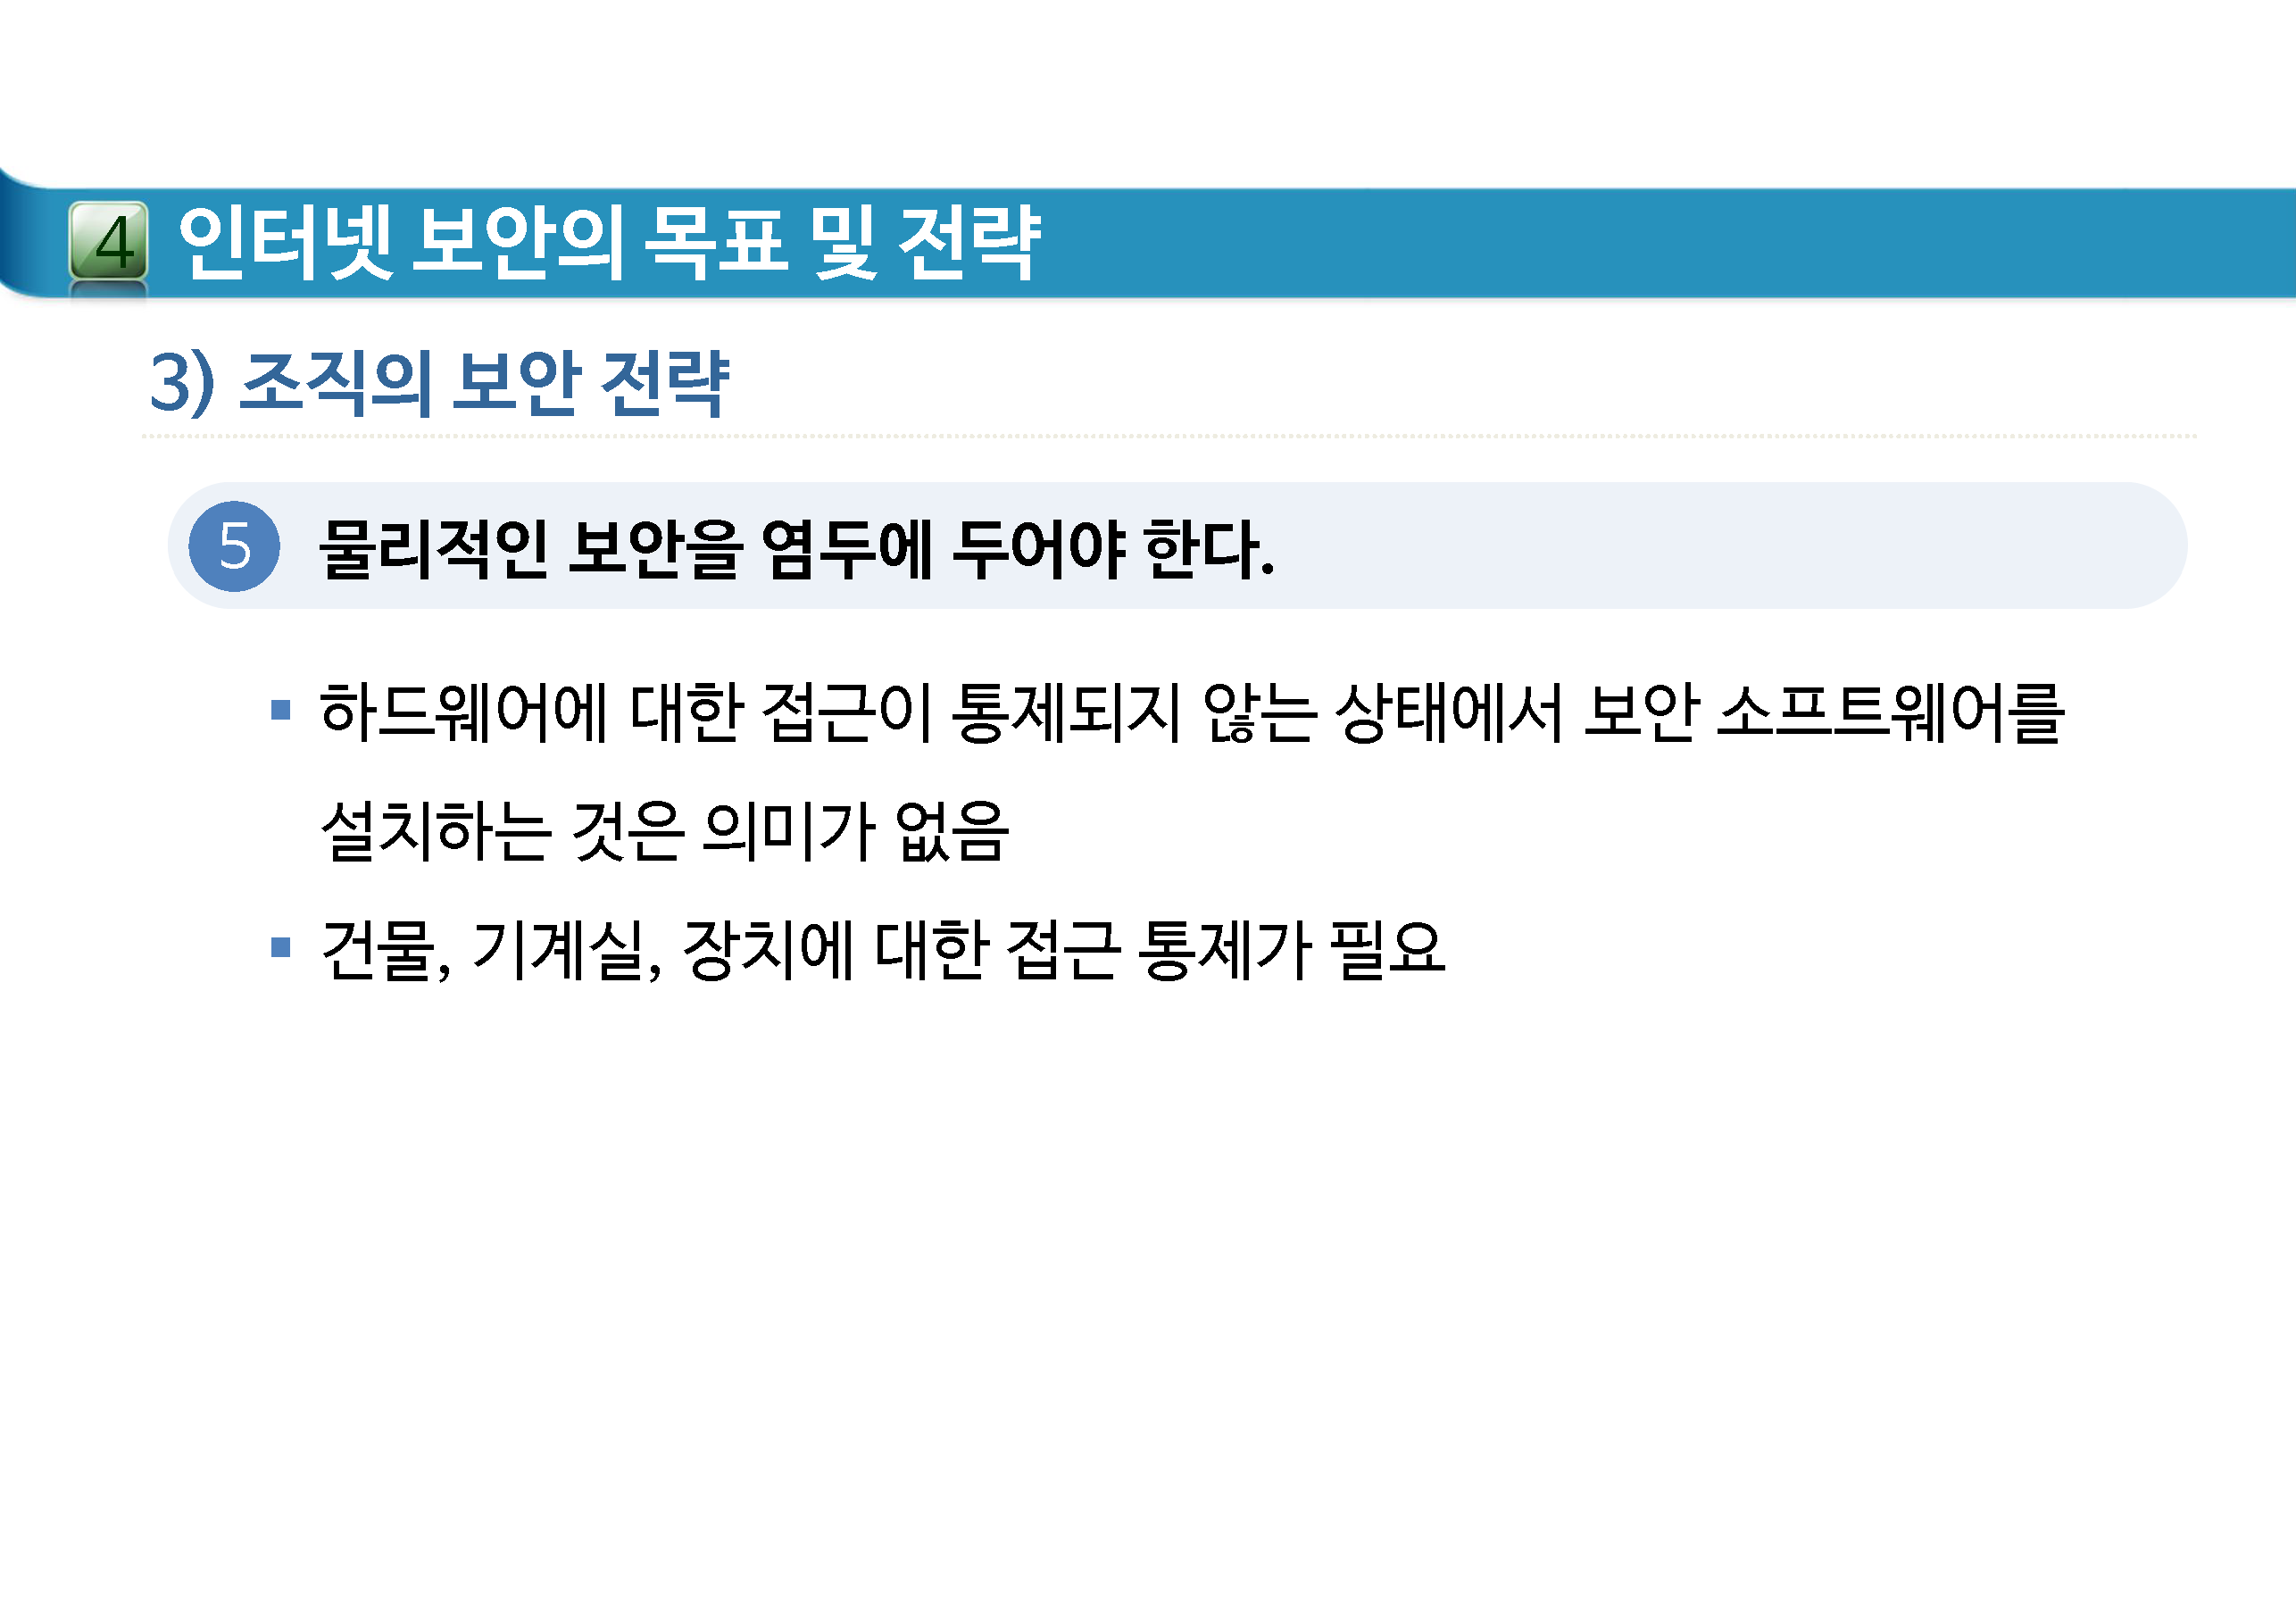 4 인터넷 보안의 목표 및 전략
3) 조직의 보안 전략
5 물리적인 보안을 염두에 두어야 한다.
▪ 하드웨어에 대한 접근이 통제되지 않는 상태에서 보안 소프트웨어를
설치하는 것은 의미가 없음
▪ 건물, 기계실, 장치에 대한 접근 통제가 필요